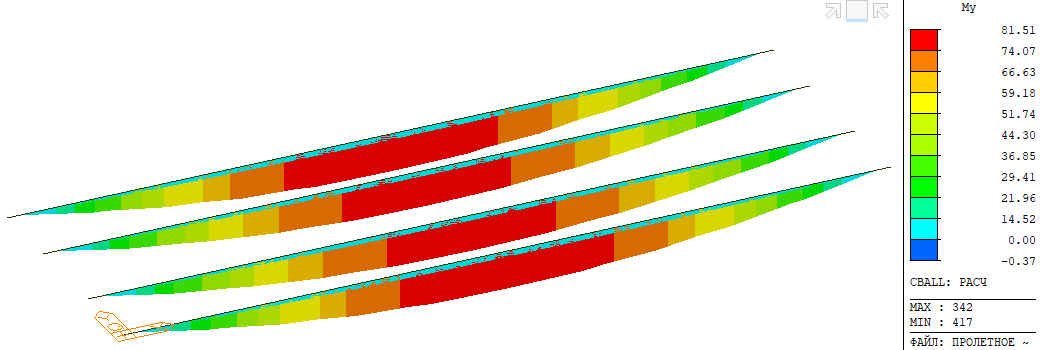 My
81.51
74.07
66.63
59.18
51.74
44.30
36.85
29.41
21.96
14.52
0.00
-0.37
CBALL: РАСЧ
MAX : 342
MIN : 417
ФАЙЛ: ПРОЛЕТНОЕ ~